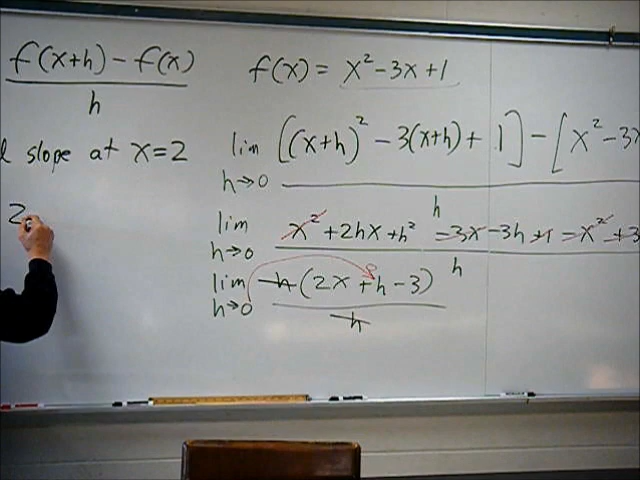 f(x+h) - f(x)
h
f(x) = x² - 3x + 1
slope at x = 2
lim h→0 [(x+h)² - 3(x+h) + 1] - [x² - 3x
h
lim h→0 x² + 2hx + h² - 3x - 3h + 1 - x² + 3
h
lim h→0 h(2x + h - 3)
h
2